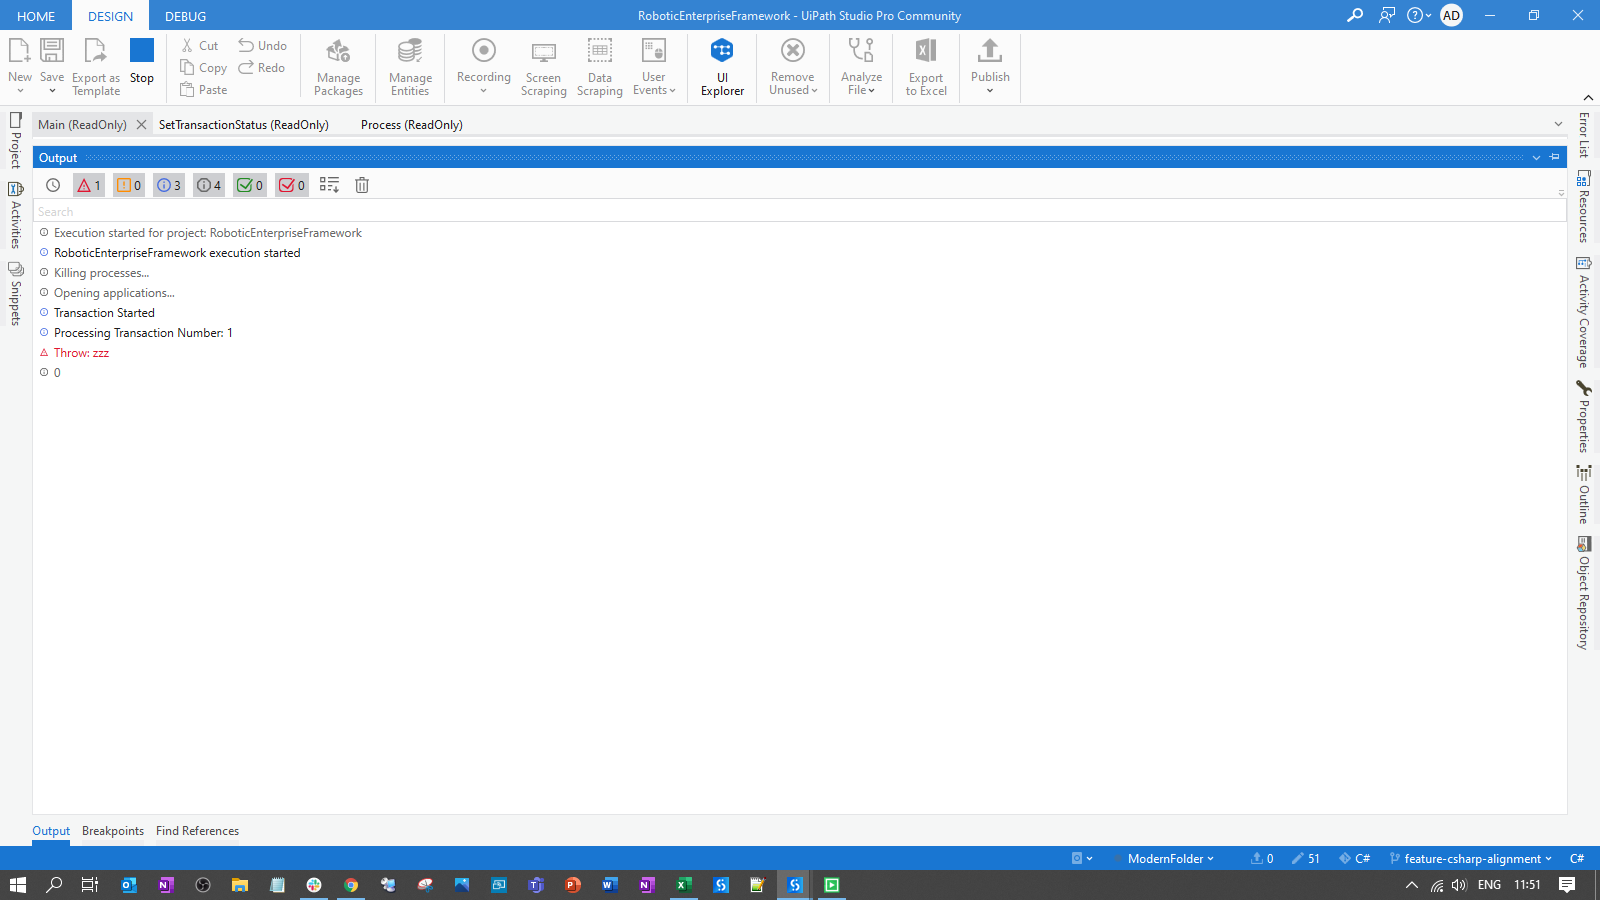 HOME DESIGN DEBUG RoboticEnterpriseFramework - UiPath Studio Pro Community AD
New Save Export as Template Stop Cut Copy Paste Undo Redo Manage Packages Manage Entities Recording Screen Scraping Data Scraping User Events UI Explorer Remove Unused Analyze File Export to Excel Publish
Main (ReadOnly) SetTransactionStatus (ReadOnly) Process (ReadOnly)
Project
Activities
Snippets
Output
1 0 3 4 0 0
Search
Execution started for project: RoboticEnterpriseFramework
RoboticEnterpriseFramework execution started
Killing processes...
Opening applications...
Transaction Started
Processing Transaction Number: 1
Throw: zzz
0
Error List
Resources
Activity Coverage
Properties
Outline
Object Repository
Output Breakpoints Find References
ModernFolder 0 51 C# feature-csharp-alignment C#
ENG 11:51